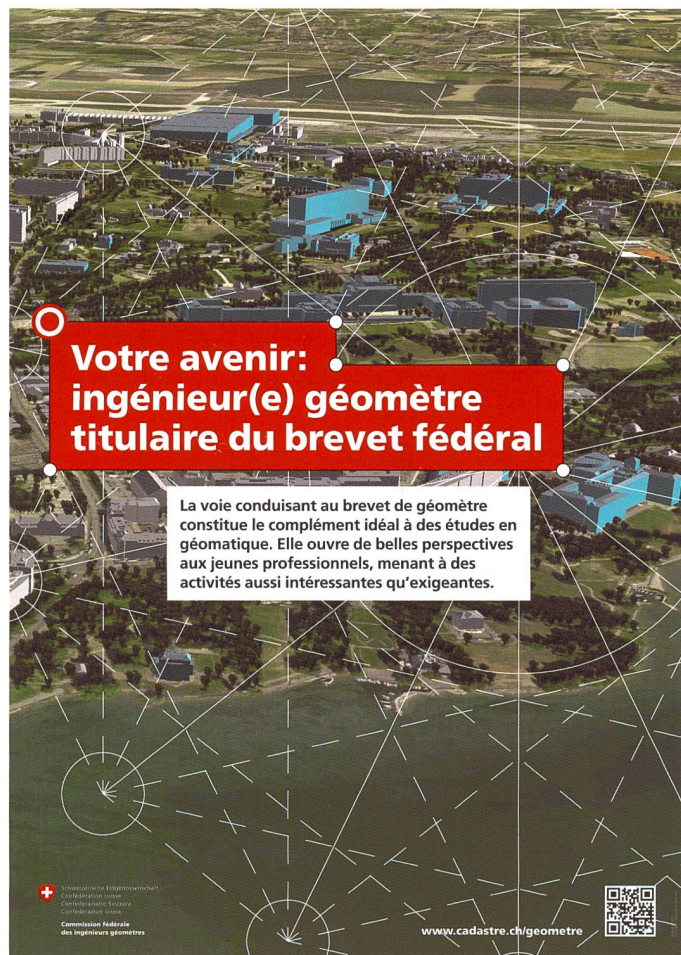 Votre avenir:
ingénieur(e) géomètre
titulaire du brevet fédéral
La voie conduisant au brevet de géomètre
constitue le complément idéal à des études en
géomatique. Elle ouvre de belles perspectives
aux jeunes professionnels, menant à des
activités aussi intéressantes qu'exigeantes.
Schweizerische Eidgenossenschaft
Confédération suisse
Confederazione Svizzera
Confederaziun svizra
Commission fédérale
des ingénieurs géomètres
www.cadastre.ch/geometre